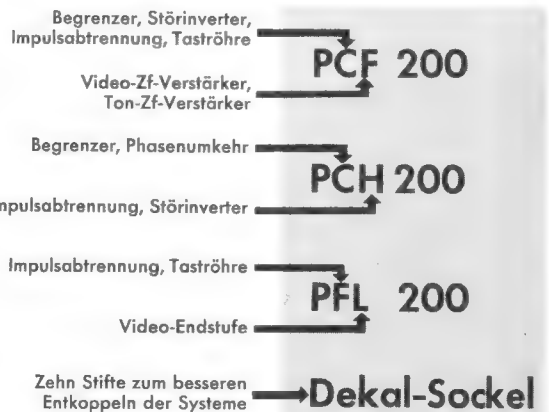 Begrenzer, Störinverter,
Impulsabtrennung, Taströhre
PCF 200
Video-Zf-Verstärker,
Ton-Zf-Verstärker
Begrenzer, Phasenumkehr
PCH 200
mpulsabtrennung, Störinverter
Impulsabtrennung, Taströhre
PFL 200
Video-Endstufe
Zehn Stifte zum besseren
Entkoppeln der Systeme
Dekal-Sockel